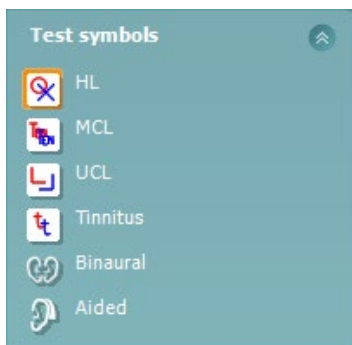 Test symbols
HL
MCL
UCL
Tinnitus
Binaural
Aided